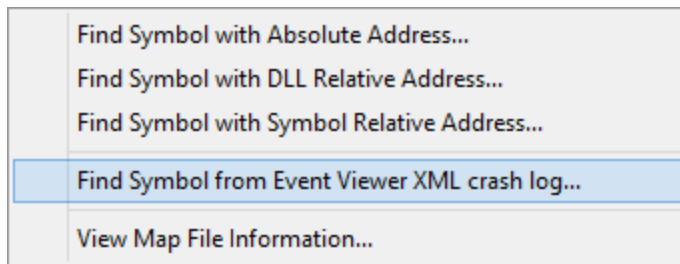 Find Symbol with Absolute Address...
Find Symbol with DLL Relative Address...
Find Symbol with Symbol Relative Address...
Find Symbol from Event Viewer XML crash log...
View Map File Information...